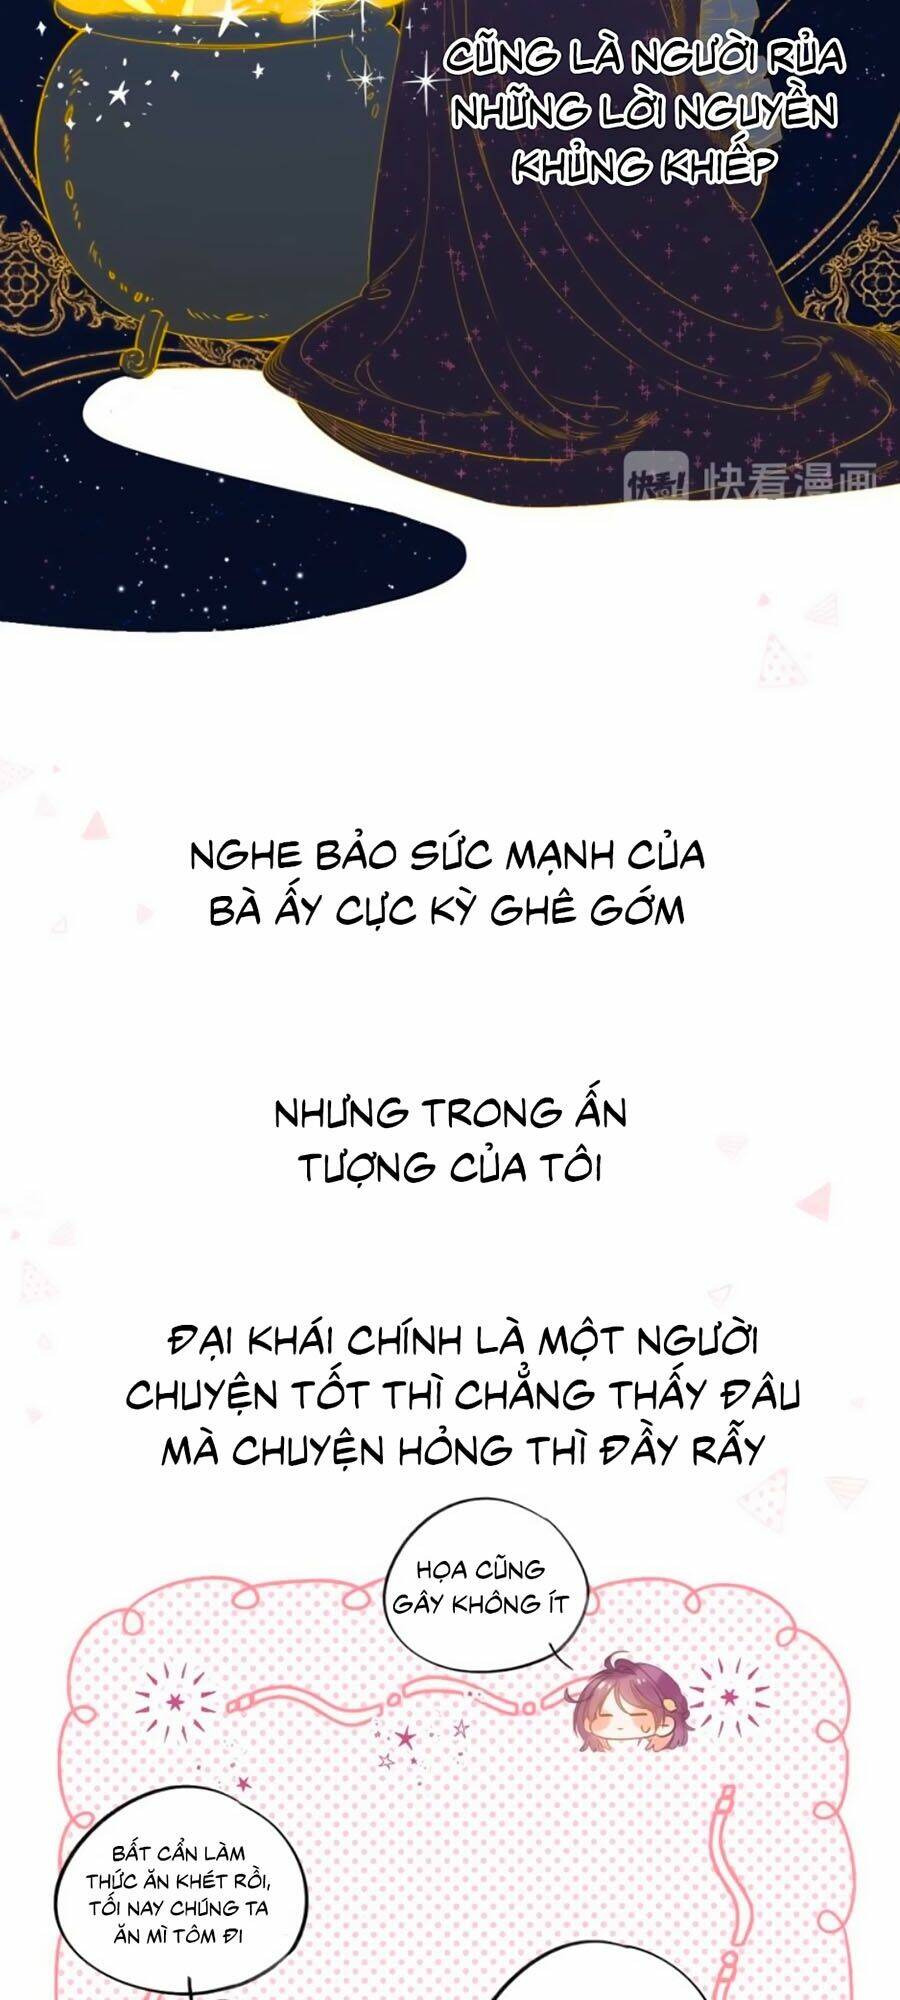 CŨNG LÀ NGƯỜI RỦA
NHỮNG LỜI NGUYỀN
KHỦNG KHIẾP
快看! 快看漫画
NGHE BẢO SỨC MẠNH CỦA
BÀ ẤY CỰC KỲ GHÊ GỚM
NHƯNG TRONG ẤN
TƯỢNG CỦA TÔI
ĐẠI KHÁI CHÍNH LÀ MỘT NGƯỜI
CHUYỆN TỐT THÌ CHẲNG THẤY ĐÂU
MÀ CHUYỆN HỎNG THÌ ĐẦY RẪY
HỌA CŨNG
GÂY KHÔNG ÍT
BẤT CẨN LÀM
THỨC ĂN KHÉT RỒI,
TỐI NAY CHÚNG TA
ĂN MÌ TÔM ĐI